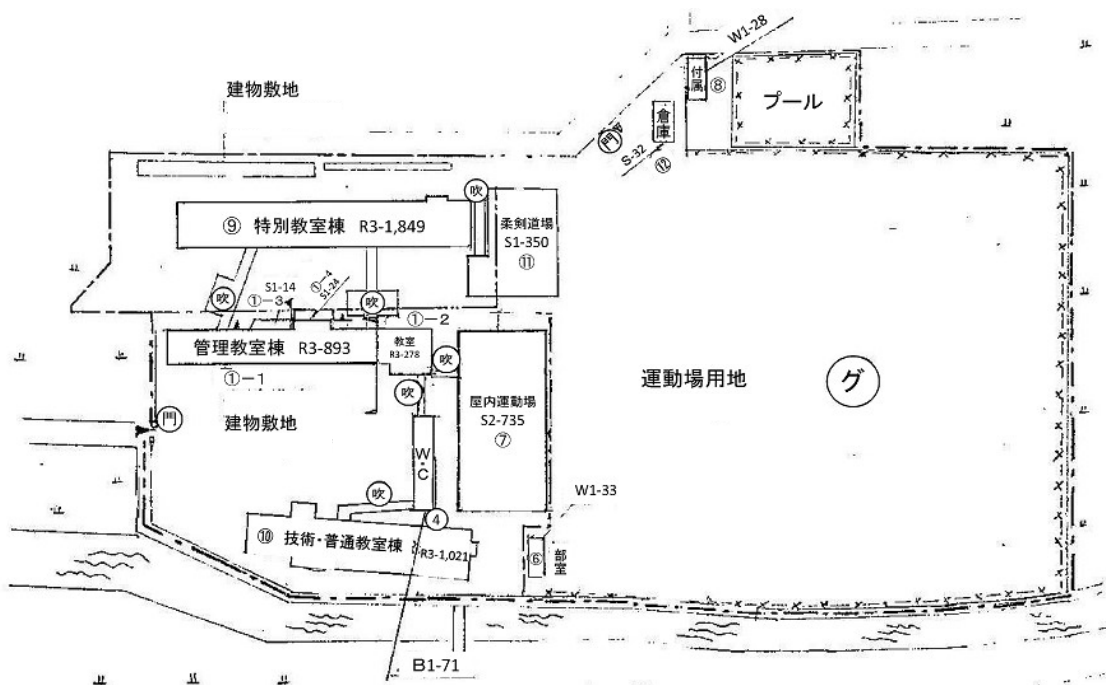 W1-28
建物敷地
付属
⑧
プール
倉庫
門
S-32
⑫
吹
⑨ 特別教室棟 R3-1,849
柔剣道場
S1-350
⑪
S1-14
①-4
S1-24
吹
①-3
吹
①-2
管理教室棟 R3-893
教室
R3-278
吹
①-1
運動場用地
グ
吹
屋内運動場
S2-735
⑦
門
建物敷地
W・C
吹
W1-33
④
⑩ 技術・普通教室棟
R3-1,021
⑥
部室
B1-71